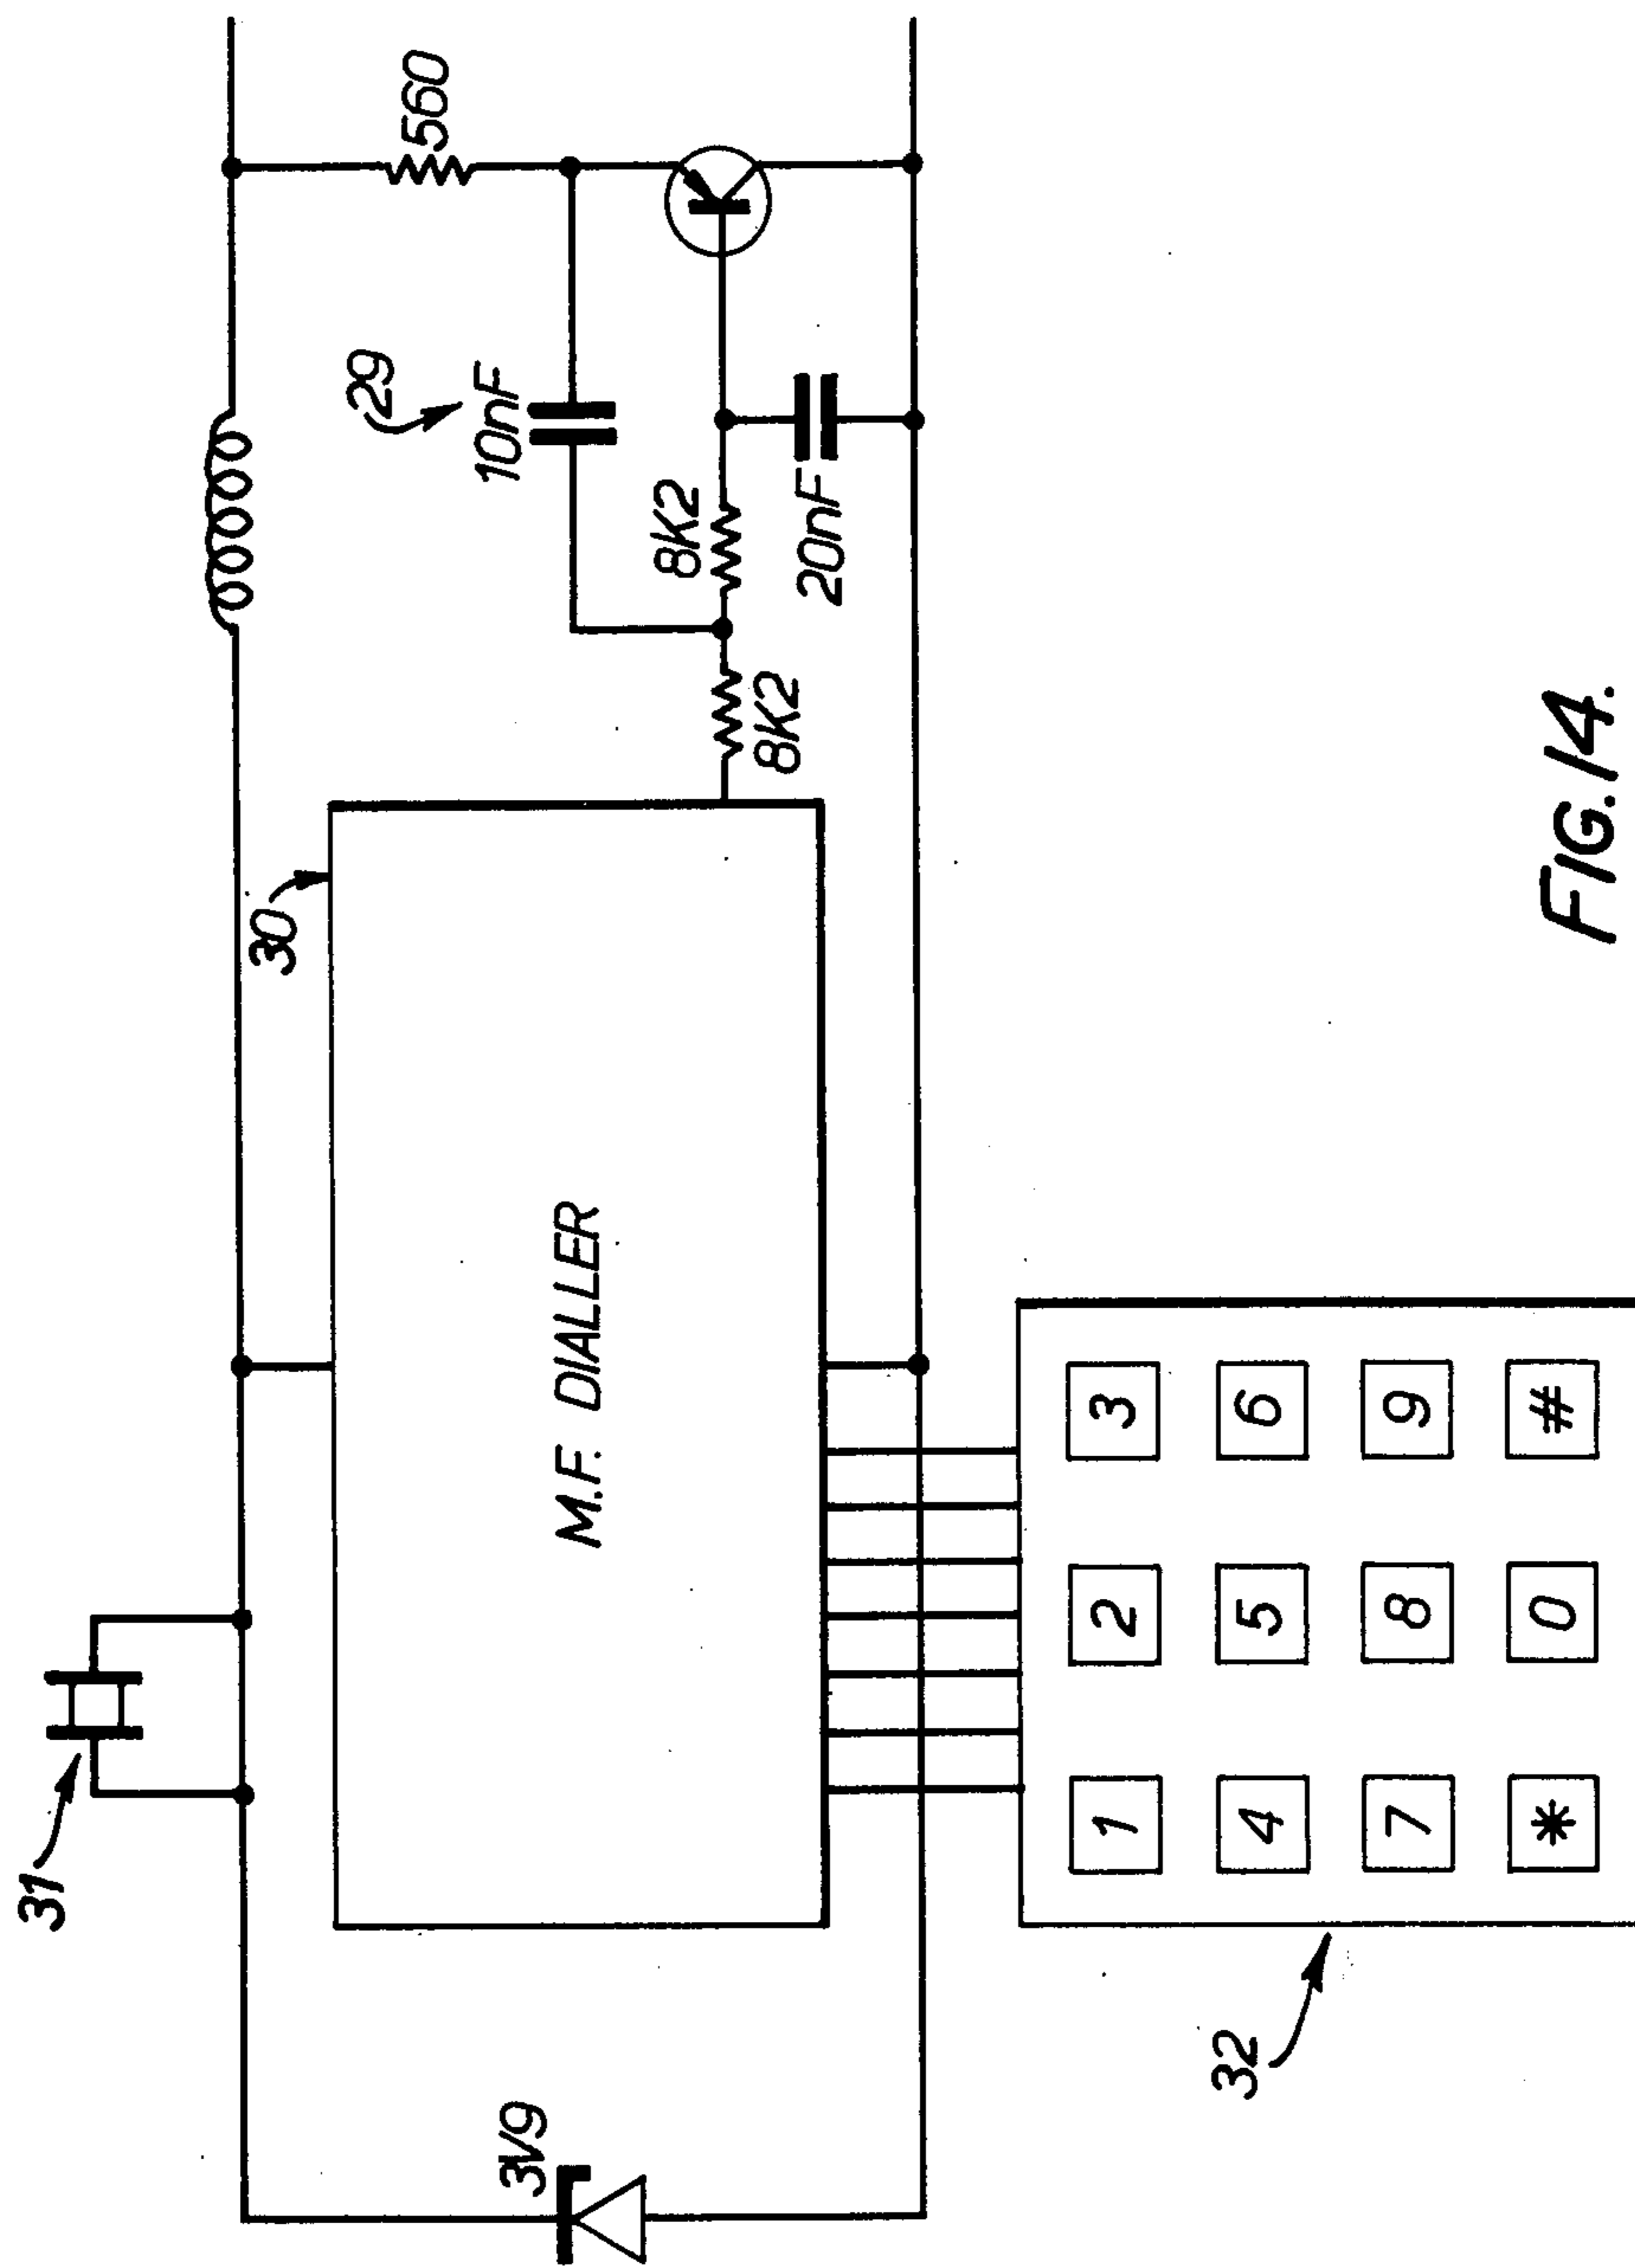 31
30
29
560
10nF
3V9
M.F. DIALLER
8K2
8K2
20nF
1 2 3
32
4 5 6
7 8 9
* 0 #
FIG. 14.